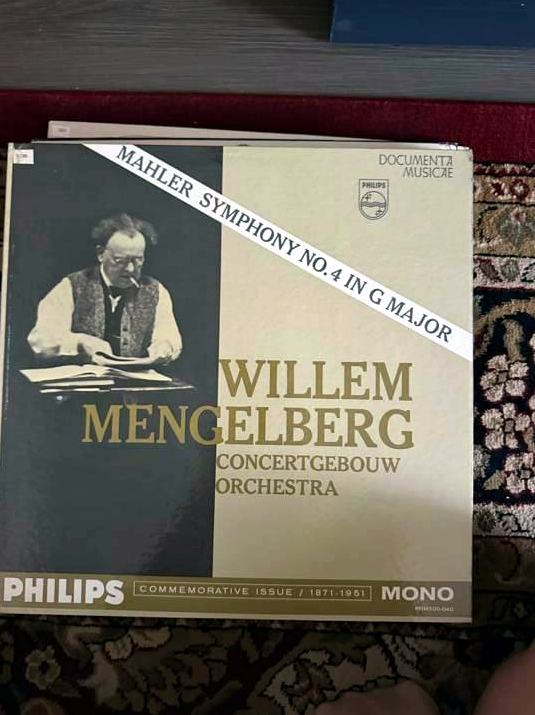 DOCUMENTA
MUSICAE
PHILIPS
MAHLER SYMPHONY NO. 4 IN G MAJOR
WILLEM
MENGELBERG
CONCERTGEBOUW
ORCHESTRA
PHILIPS
COMMEMORATIVE ISSUE / 1871-1951
MONO